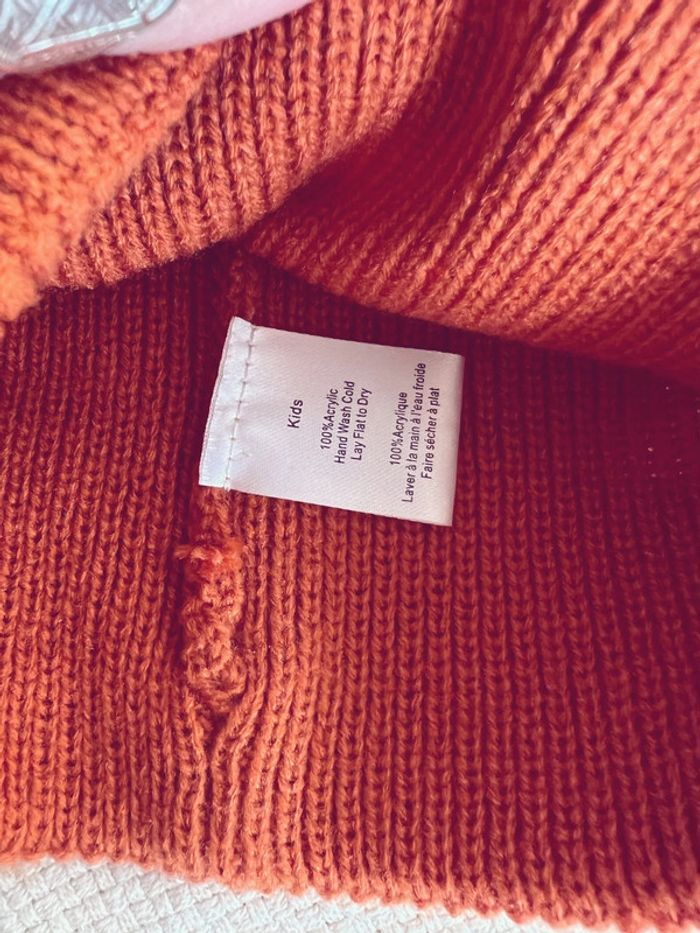 Kids
100%Acrylic
Hand Wash Cold
Lay Flat to Dry
100%Acrylique
Laver à la main à l'eau froide
Faire sécher à plat